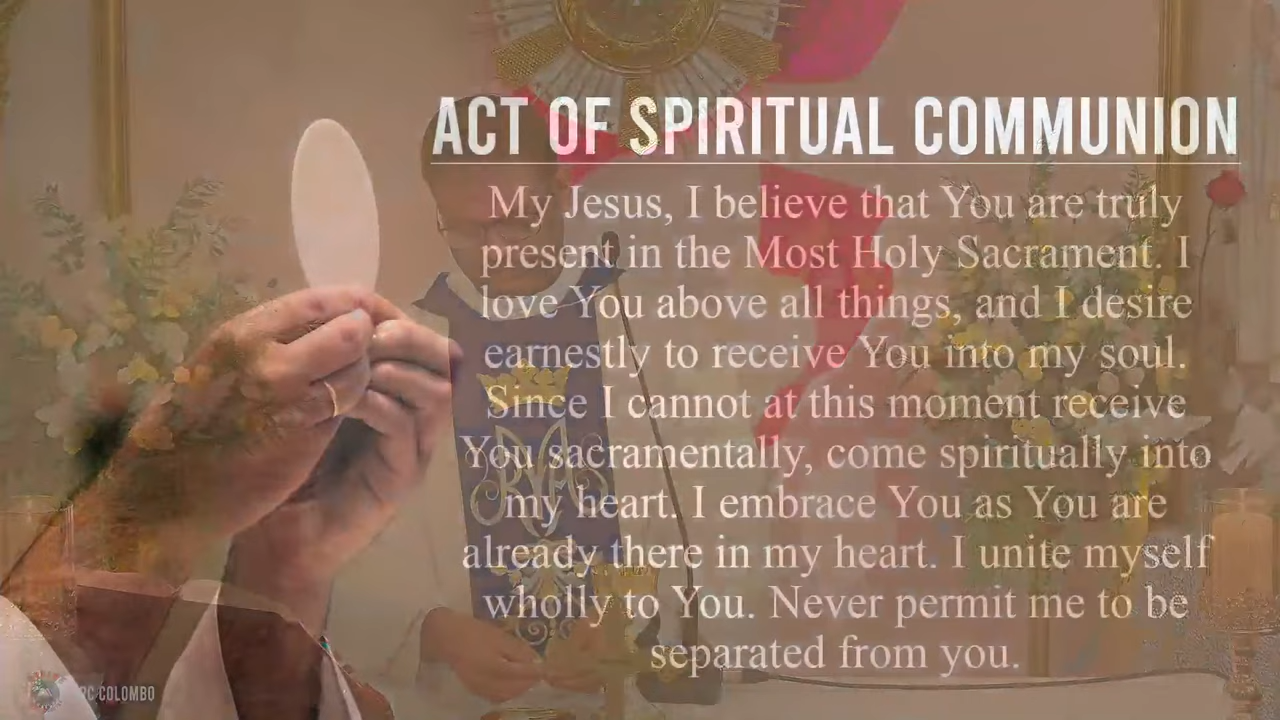 ACT OF SPIRITUAL COMMUNION
My Jesus, I believe that You are truly
present in the Most Holy Sacrament. I
love You above all things, and I desire
earnestly to receive You into my soul.
Since I cannot at this moment receive
You sacramentally, come spiritually into
my heart. I embrace You as You are
already there in my heart. I unite myself
wholly to You. Never permit me to be
separated from you.
COLOMBO